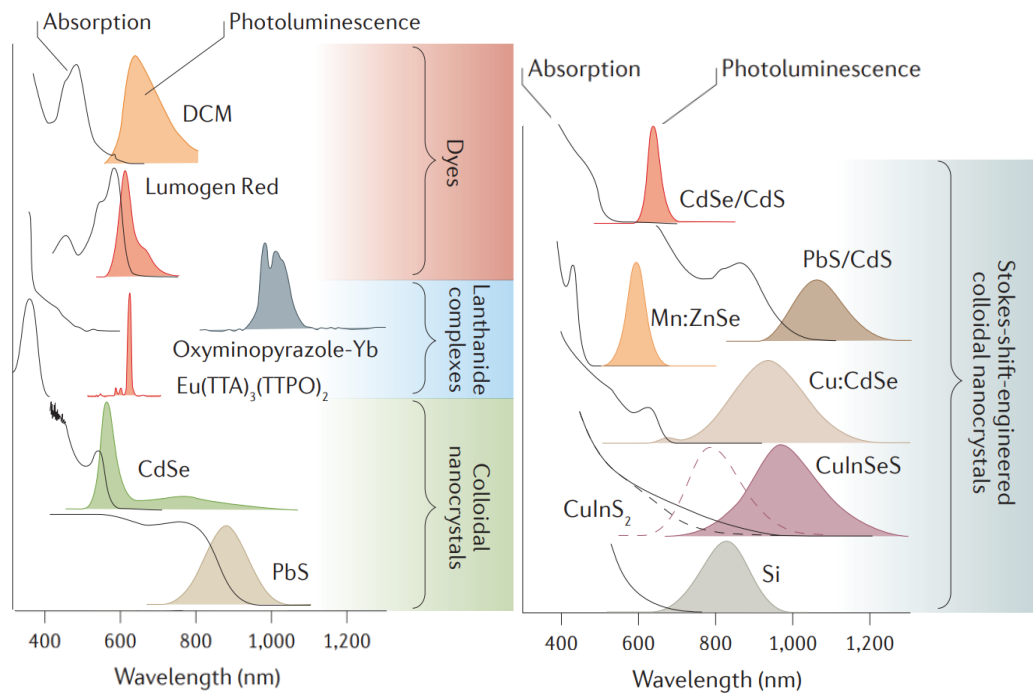 Absorption
Photoluminescence
DCM
Lumogen Red
Oxyminopyrazole-Yb
Eu(TTA)₃(TTPO)₂
CdSe
PbS
Dyes
Lanthanide
complexes
Colloidal
nanocrystals
400
600
800
1,000
1,200
Wavelength (nm)
Absorption
Photoluminescence
CdSe/CdS
PbS/CdS
Mn:ZnSe
Cu:CdSe
CuInSeS
CuInS₂
Si
Stokes-shift-engineered
colloidal nanocrystals
400
600
800
1,000
1,200
Wavelength (nm)